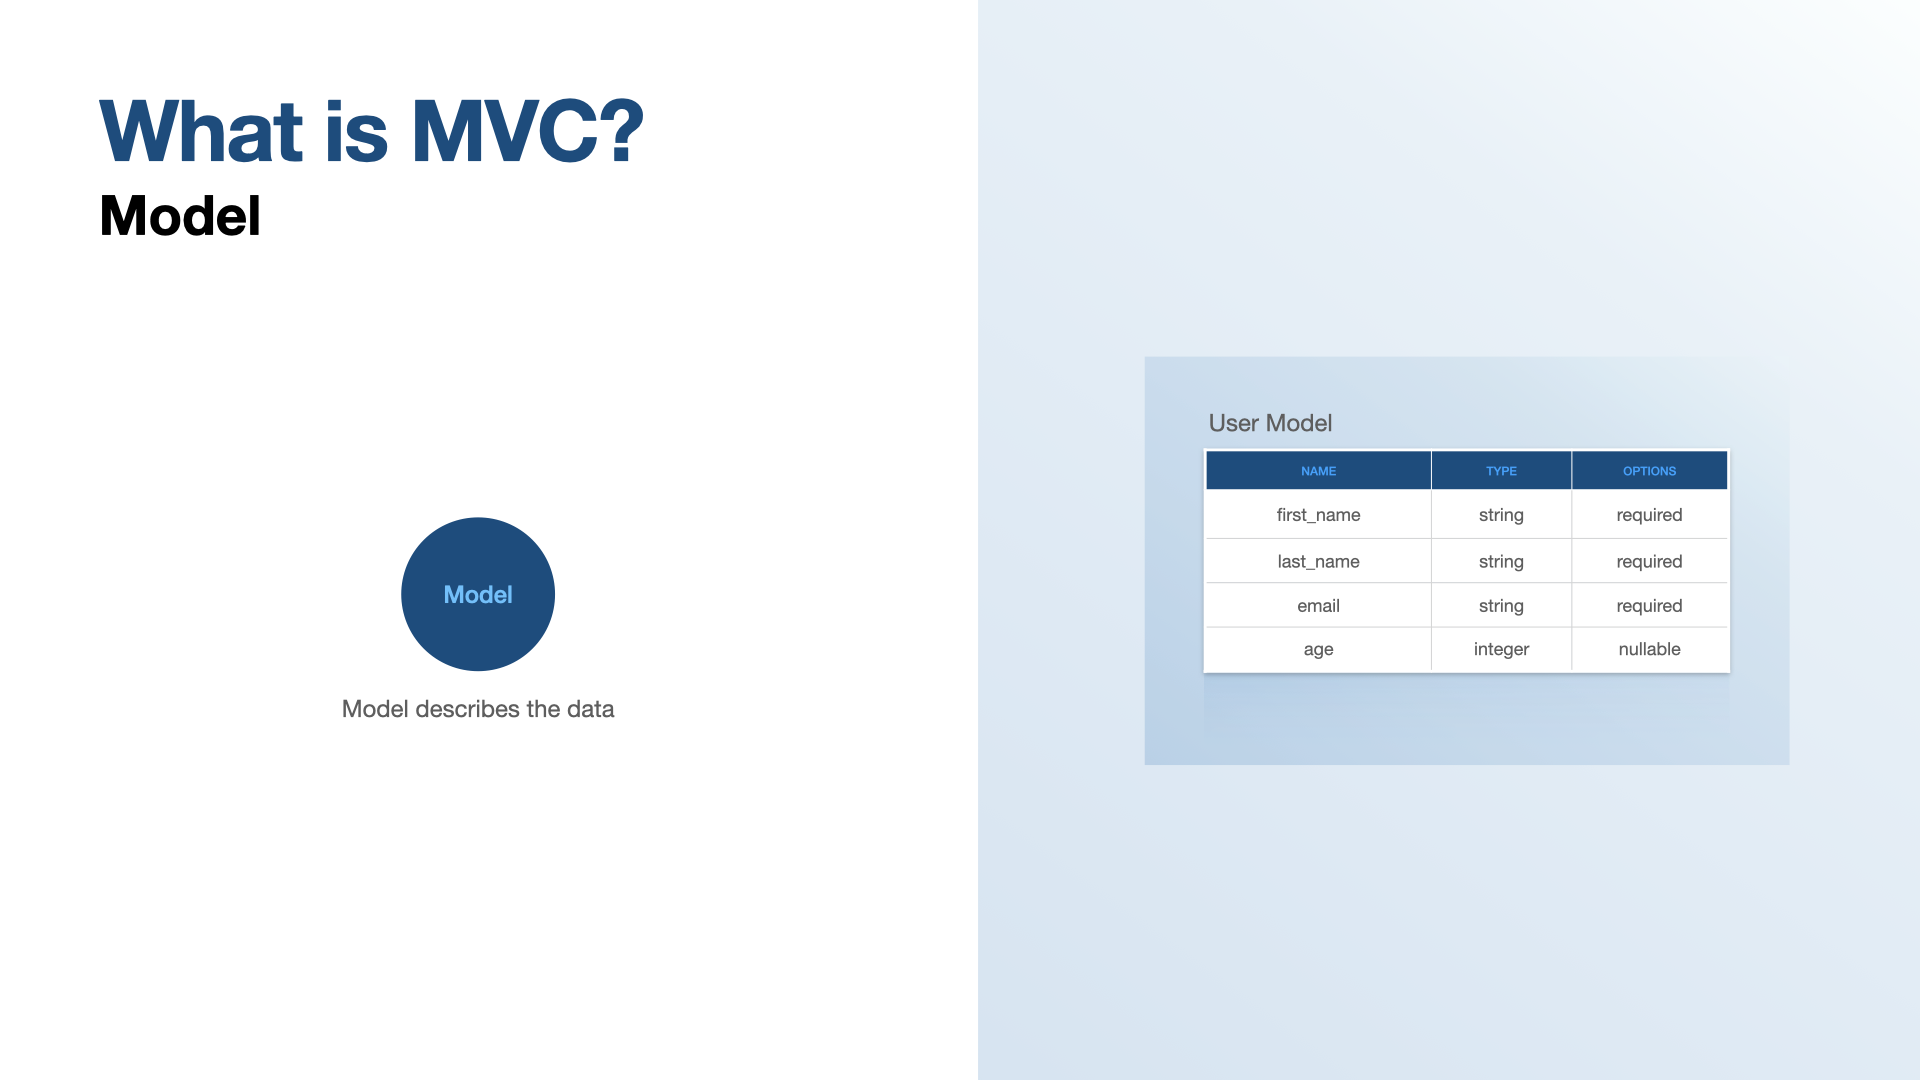 What is MVC?
Model
Model
Model describes the data
User Model
NAME TYPE OPTIONS
first_name string required
last_name string required
email string required
age integer nullable